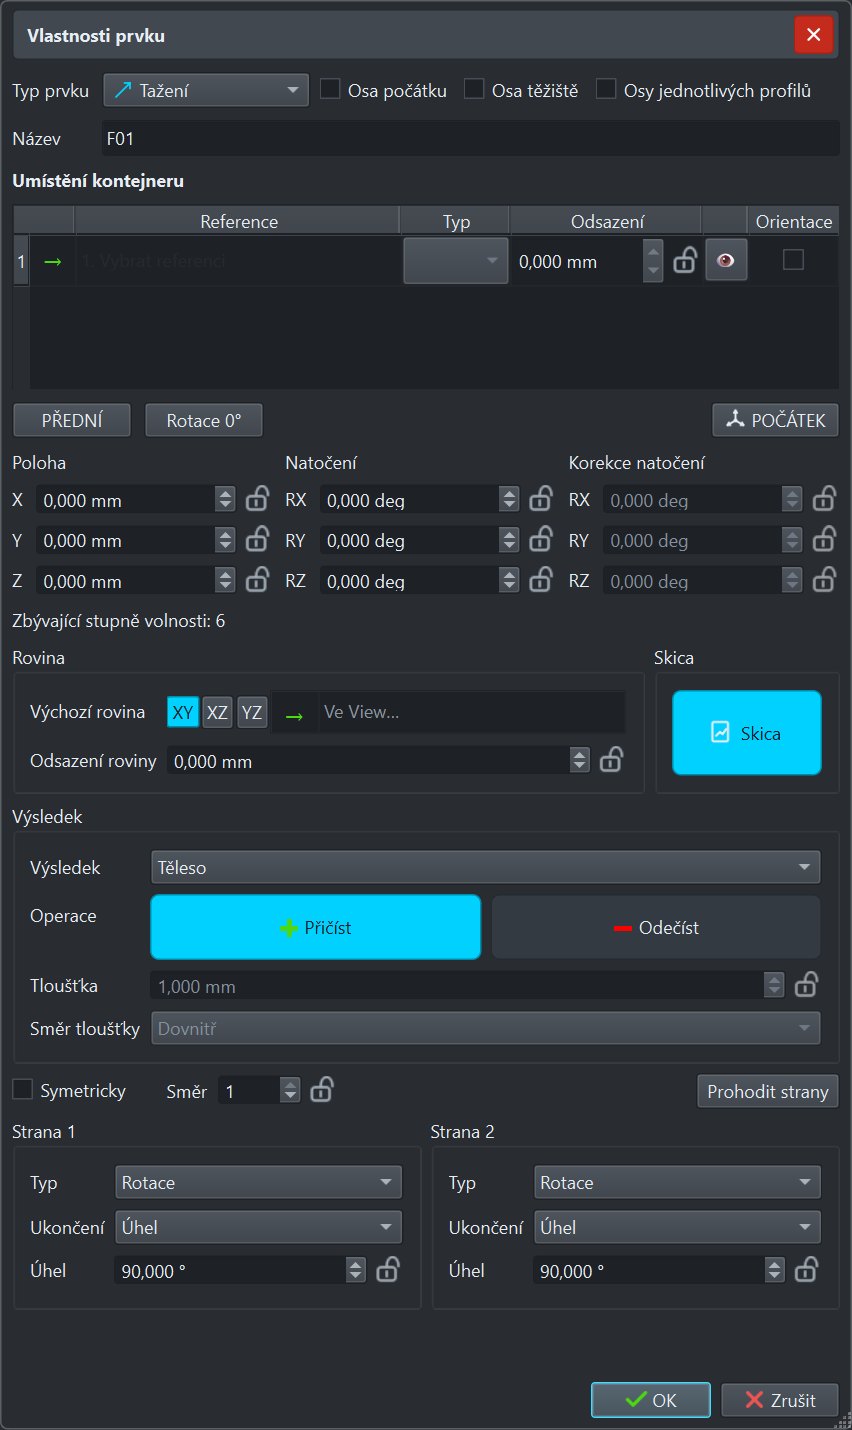 Vlastnosti prvku
Typ prvku Tažení Osa počátku Osa těžiště Osy jednotlivých profilů
Název F01
Umístění kontejneru
Reference Typ Odsazení Orientace
1 → 1. Vybrat referenci 0,000 mm
PŘEDNÍ Rotace 0° POČÁTEK
Poloha Natočení Korekce natočení
X 0,000 mm RX 0,000 deg RX 0,000 deg
Y 0,000 mm RY 0,000 deg RY 0,000 deg
Z 0,000 mm RZ 0,000 deg RZ 0,000 deg
Zbývající stupně volnosti: 6
Rovina Skica
Výchozí rovina XY XZ YZ → Ve View... Skica
Odsazení roviny 0,000 mm
Výsledek
Výsledek Těleso
Operace Přičíst Odečíst
Tloušťka 1,000 mm
Směr tloušťky Dovnitř
Symetricky Směr 1 Prohodit strany
Strana 1 Strana 2
Typ Rotace Typ Rotace
Ukončení Úhel Ukončení Úhel
Úhel 90,000 ° Úhel 90,000 °
OK Zrušit